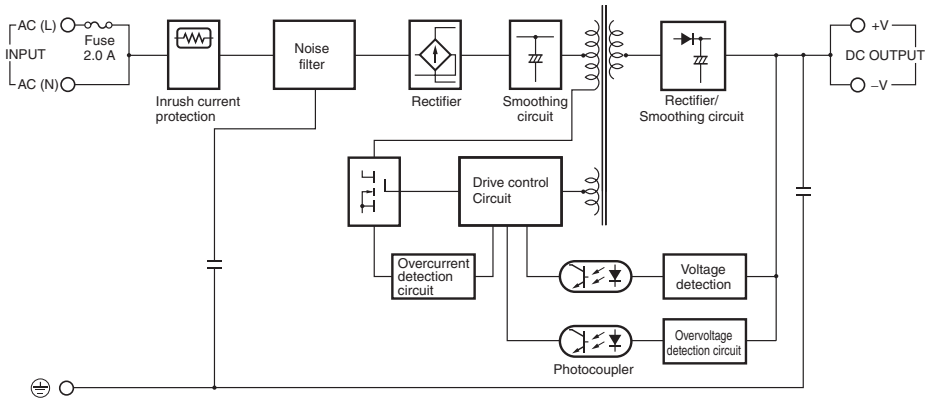 AC (L)
INPUT
AC (N)
Fuse
2.0 A
Inrush current
protection
Noise
filter
Rectifier
Smoothing
circuit
Rectifier/
Smoothing circuit
+V
DC OUTPUT
–V
Drive control
Circuit
Overcurrent
detection
circuit
Voltage
detection
Overvoltage
detection circuit
Photocoupler